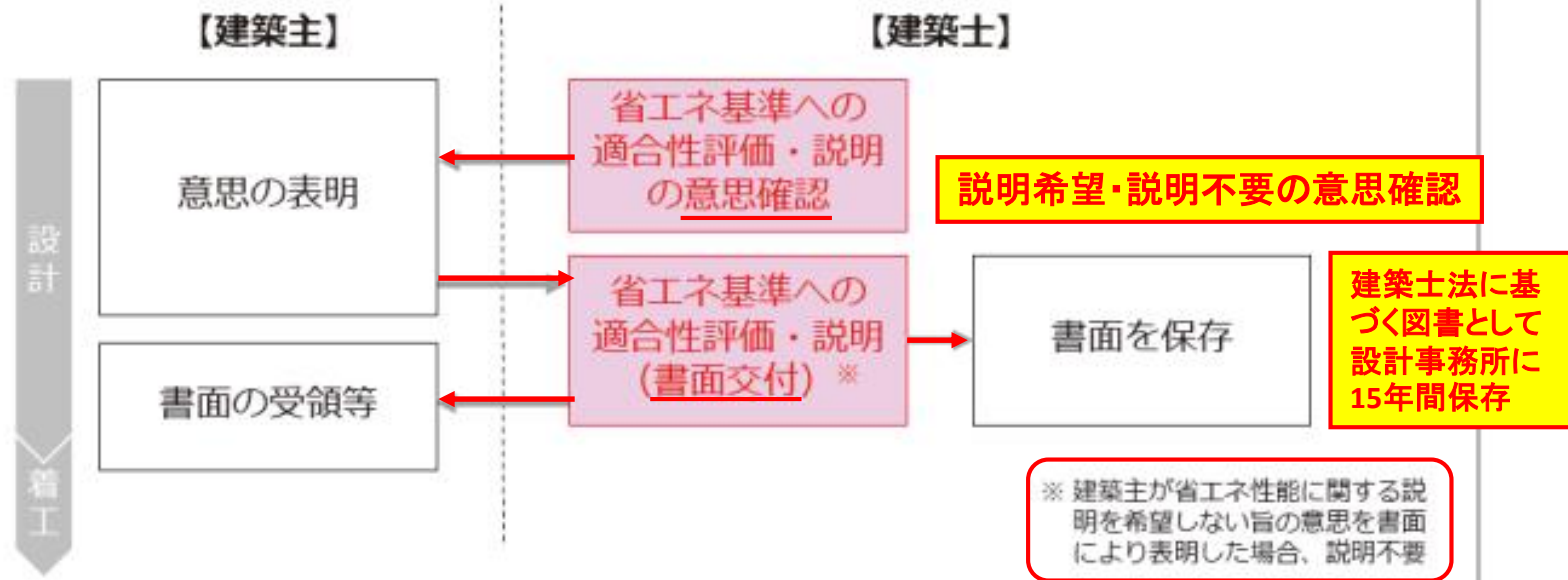 【建築主】
【建築士】
設計
着工
意思の表明
省エネ基準への
適合性評価・説明
の意思確認
説明希望・説明不要の意思確認
省エネ基準への
適合性評価・説明
（書面交付）※
書面を保存
建築士法に基
づく図書として
設計事務所に
15年間保存
書面の受領等
※ 建築主が省エネ性能に関する説
明を希望しない旨の意思を書面
により表明した場合、説明不要